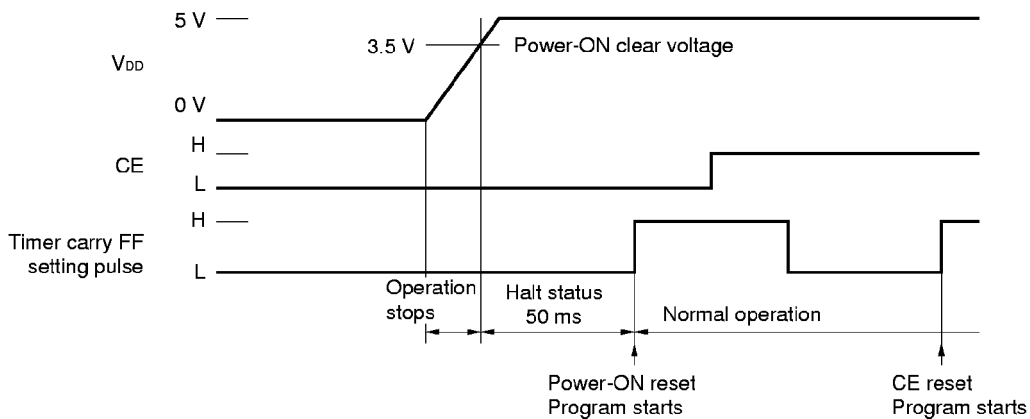 5 V
3.5 V
Power-ON clear voltage
VDD
0 V
H
CE
L
H
Timer carry FF
setting pulse
L
Operation
stops
Halt status
50 ms
Normal operation
Power-ON reset
Program starts
CE reset
Program starts